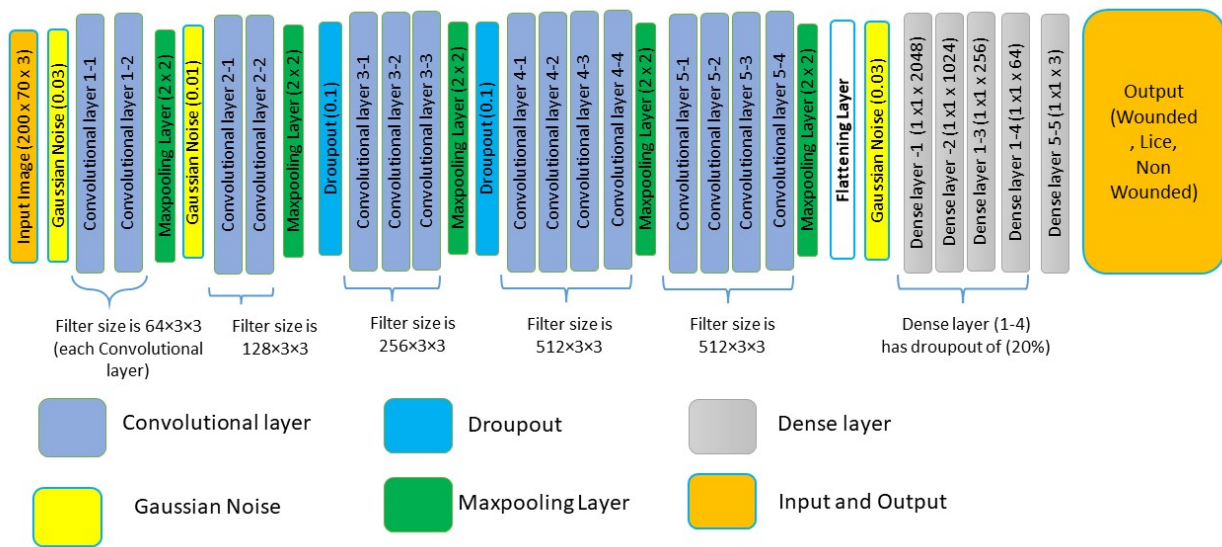 Input Image (200 x 70 x 3)
Gaussian Noise (0.03)
Convolutional layer 1-1
Convolutional layer 1-2
Maxpooling Layer (2 x 2)
Gaussian Noise (0.01)
Convolutional layer 2-1
Convolutional layer 2-2
Maxpooling Layer (2 x 2)
Droupout (0.1)
Convolutional layer 3-1
Convolutional layer 3-2
Convolutional layer 3-3
Maxpooling Layer (2 x 2)
Droupout (0.1)
Convolutional layer 4-1
Convolutional layer 4-2
Convolutional layer 4-3
Convolutional layer 4-4
Maxpooling Layer (2 x 2)
Convolutional layer 5-1
Convolutional layer 5-2
Convolutional layer 5-3
Convolutional layer 5-4
Maxpooling Layer (2 x 2)
Flattening Layer
Gaussian Noise (0.03)
Dense layer -1 (1 x1 x 2048)
Dense layer -2 (1 x1 x 1024)
Dense layer 1-3 (1 x1 x 256)
Dense layer 1-4 (1 x1 x 64)
Dense layer 5-5 (1 x1 x 3)
Output
(Wounded
, Lice,
Non
Wounded)
Filter size is 64×3×3
(each Convolutional
layer)
Filter size is
128×3×3
Filter size is
256×3×3
Filter size is
512×3×3
Filter size is
512×3×3
Dense layer (1-4)
has droupout of (20%)
Convolutional layer
Droupout
Dense layer
Gaussian Noise
Maxpooling Layer
Input and Output